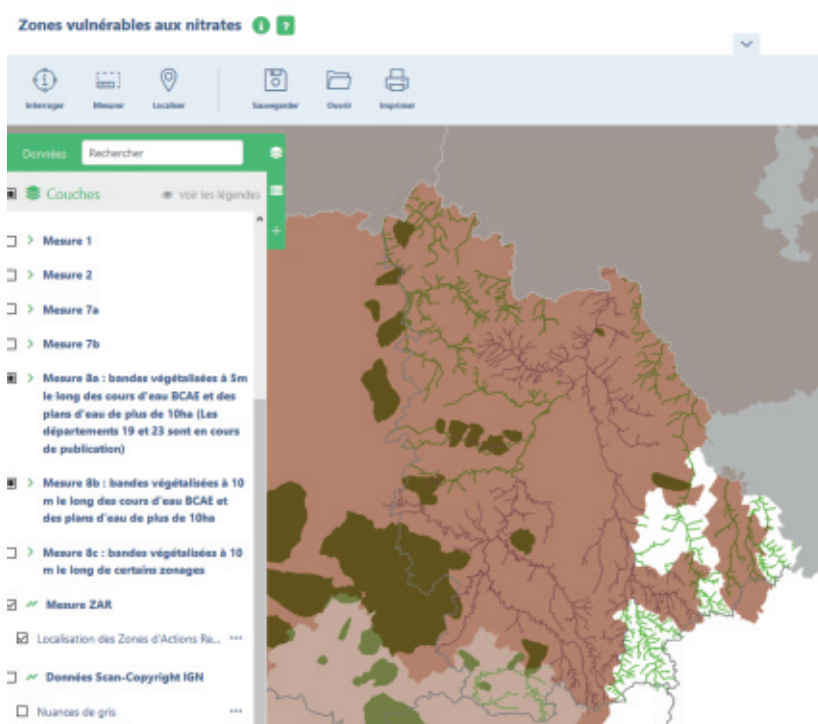 Zones vulnérables aux nitrates i ?
Interroger
Mesurer
Localiser
Sauvegarder
Ouvrir
Imprimer
Données
Rechercher
Couches
Voir les légendes
Mesure 1
Mesure 2
Mesure 7a
Mesure 7b
Mesure 8a : bandes végétalisées à 5m
le long des cours d'eau BCAE et des
plans d'eau de plus de 10ha (Les
départements 19 et 23 sont en cours
de publication)
Mesure 8b : bandes végétalisées à 10
m le long des cours d'eau BCAE et
des plans d'eau de plus de 10ha
Mesure 8c : bandes végétalisées à 10
m le long de certains zonages
Mesure ZAR
Localisation des Zones d'Actions Re... ...
Données Scan-Copyright IGN
Nuances de gris ...